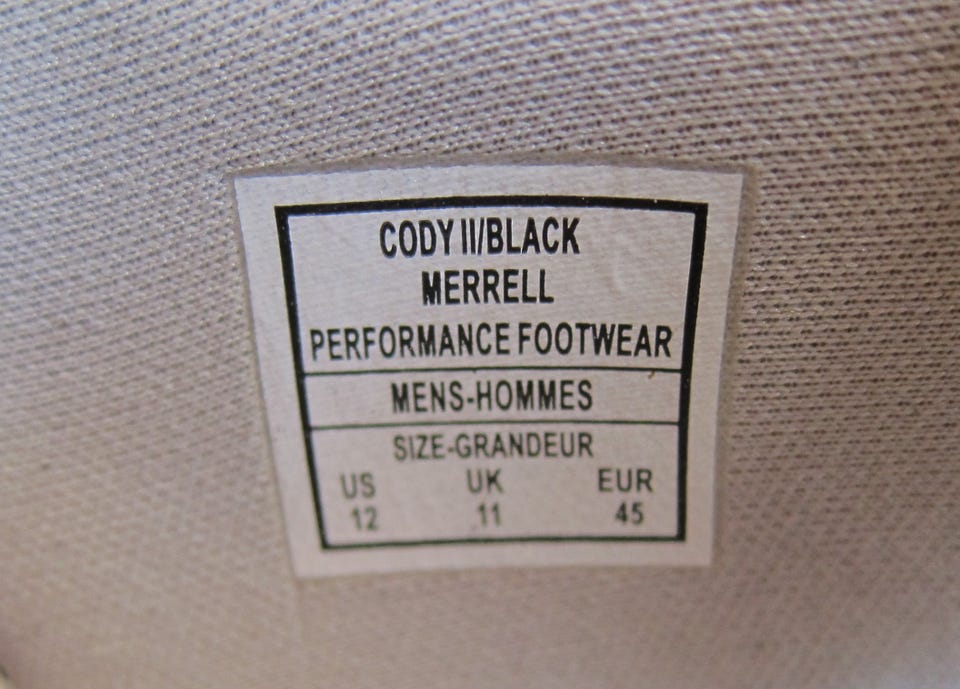 CODY II/BLACK
MERRELL
PERFORMANCE FOOTWEAR
MENS-HOMMES
SIZE-GRANDEUR
US UK EUR
12 11 45